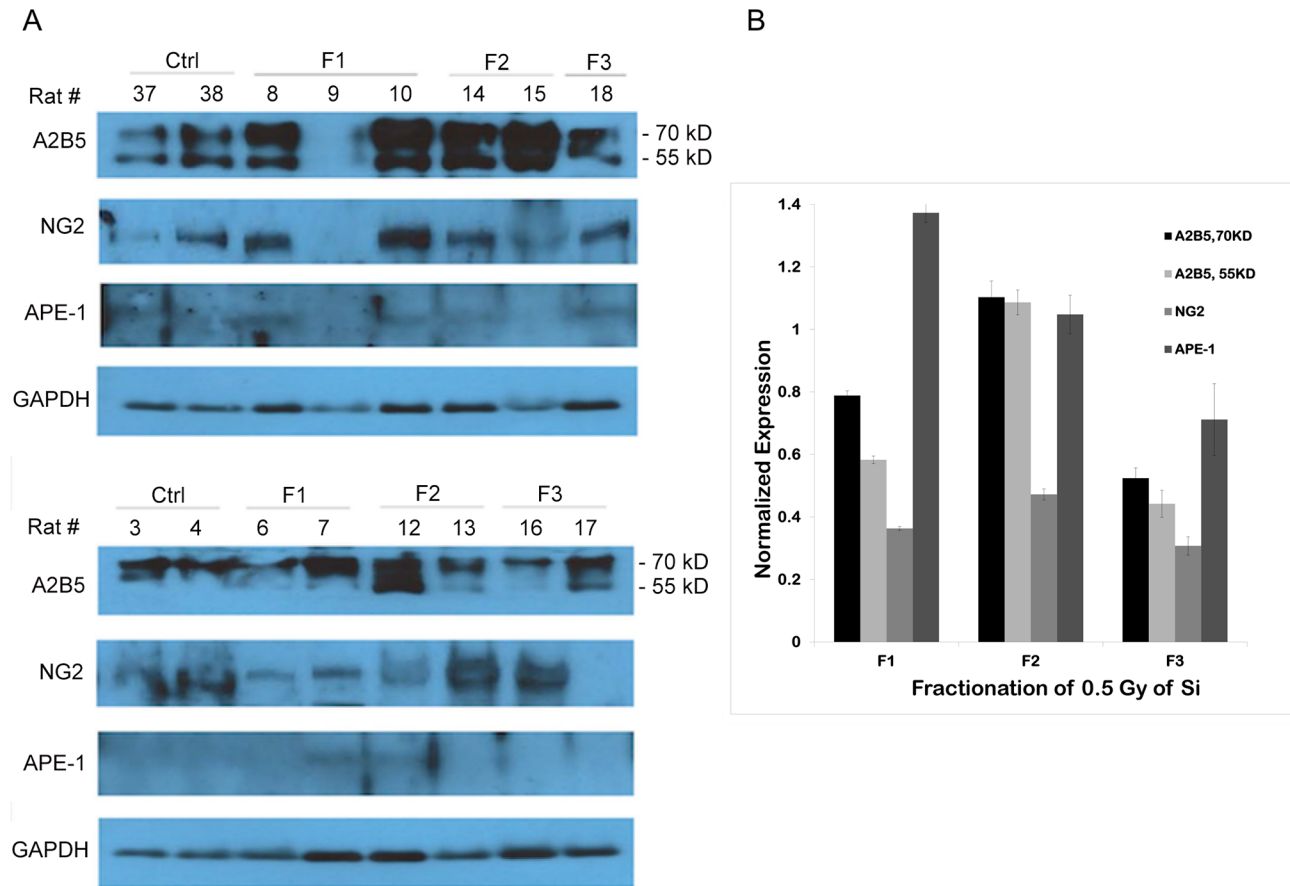 A
Ctrl F1 F2 F3
Rat # 37 38 8 9 10 14 15 18
A2B5
- 70 kD
- 55 kD
NG2
APE-1
GAPDH
Ctrl F1 F2 F3
Rat # 3 4 6 7 12 13 16 17
A2B5
- 70 kD
- 55 kD
NG2
APE-1
GAPDH
B
Normalized Expression
1.4
1.2
1
0.8
0.6
0.4
0.2
0
A2B5,70KD
A2B5, 55KD
NG2
APE-1
F1 F2 F3
Fractionation of 0.5 Gy of Si